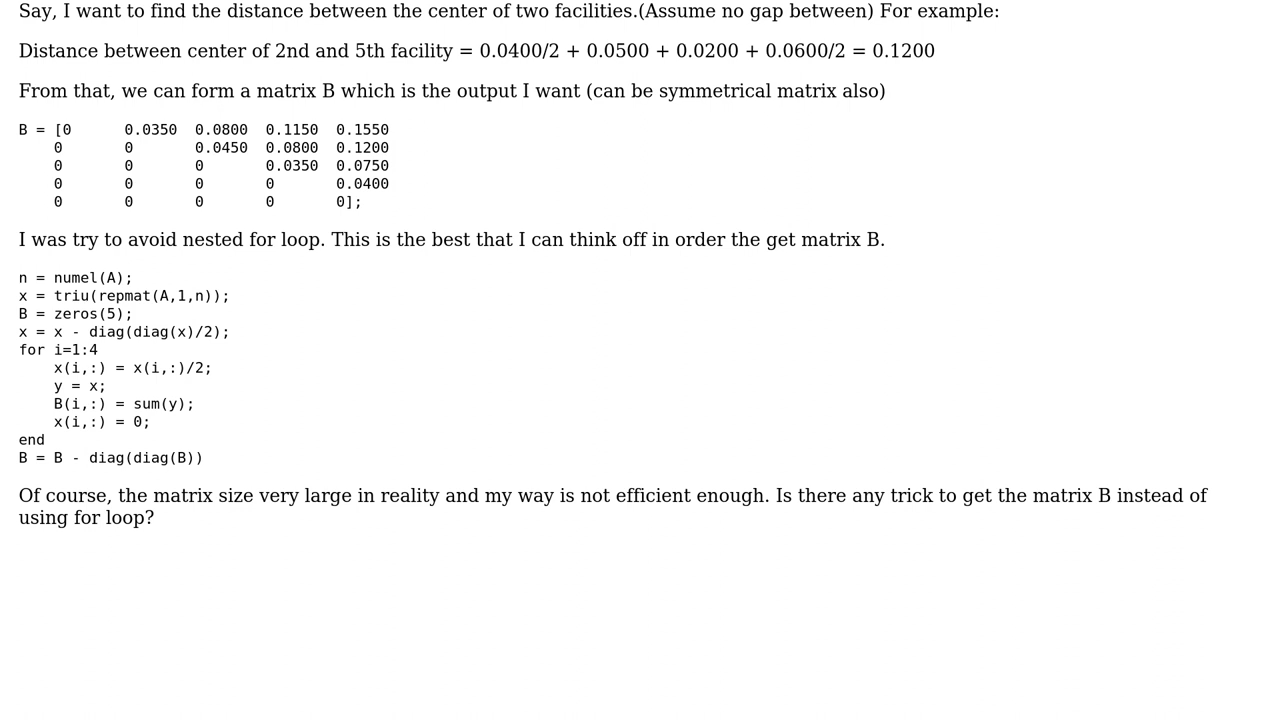 Say, I want to find the distance between the center of two facilities.(Assume no gap between) For example:
Distance between center of 2nd and 5th facility = 0.0400/2 + 0.0500 + 0.0200 + 0.0600/2 = 0.1200
From that, we can form a matrix B which is the output I want (can be symmetrical matrix also)
B = [0      0.0350  0.0800  0.1150  0.1550
    0       0       0.0450  0.0800  0.1200
    0       0       0       0.0350  0.0750
    0       0       0       0       0.0400
    0       0       0       0       0];
I was try to avoid nested for loop. This is the best that I can think off in order the get matrix B.
n = numel(A);
x = triu(repmat(A,1,n));
B = zeros(5);
x = x - diag(diag(x)/2);
for i=1:4
    x(i,:) = x(i,:)/2;
    y = x;
    B(i,:) = sum(y);
    x(i,:) = 0;
end
B = B - diag(diag(B))
Of course, the matrix size very large in reality and my way is not efficient enough. Is there any trick to get the matrix B instead of
using for loop?